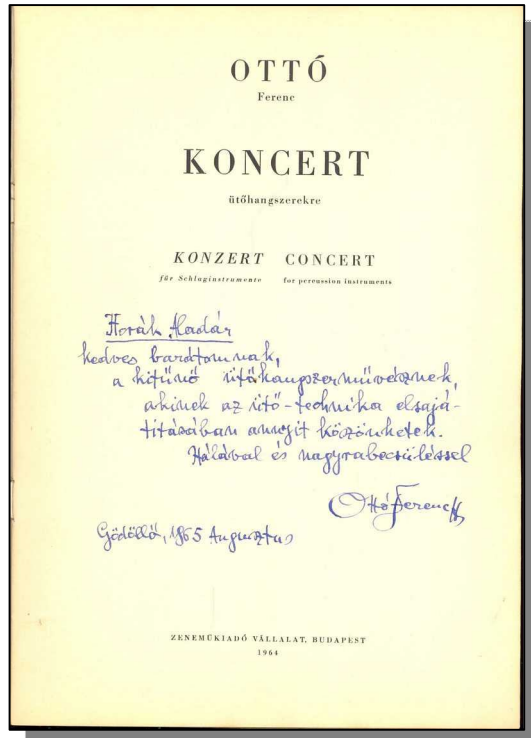 OTTÓ
Ferenc
KONCERT
ütőhangszerekre
KONZERT CONCERT
für Schlaginstrumente for percussion instruments
Horák Aladár
kedves barátomnak,
a kitűnő ütőhangszerművésznek,
akinek az ütő-technika elsajá-
tításában annyit köszönhetek.
Hálával és nagyrabecsüléssel
Ottó Ferenc
Gödöllő, 1965 Augusztus
ZENEMŰKIADÓ VÁLLALAT, BUDAPEST
1964